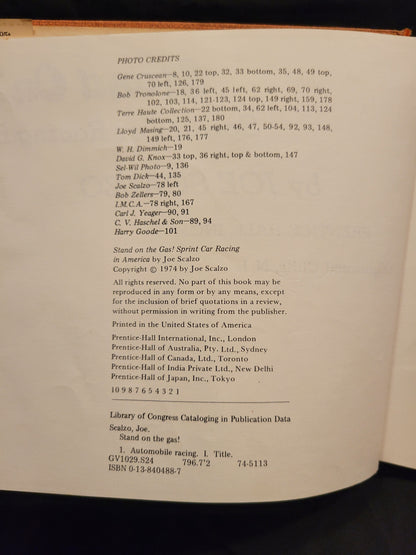 PHOTO CREDITS
Gene Crucean—8, 10, 22 top, 32, 33 bottom, 35, 48, 49 top,
70 left, 126, 179
Bob Tronolone—18, 36 left, 45 left, 62 right, 69, 70 right,
102, 103, 114, 121-123, 124 top, 149 right, 159, 178
Terre Haute Collection—22 bottom, 34, 62 left, 104, 113, 124
bottom, 125, 137, 180
Lloyd Masing—20, 21, 45 right, 46, 47, 50-54, 92, 93, 148,
149 left, 176, 177
W. H. Dimmich—19
David G. Knox—33 top, 36 right, top & bottom, 147
Sel-Wil Photo—9, 136
Tom Dick—44, 135
Joe Scalzo—78 left
Bob Zellers—79, 80
I.M.C.A.—78 right, 167
Carl J. Yeager—90, 91
C. V. Haschel & Son—89, 94
Harry Goode—101
Stand on the Gas! Sprint Car Racing
in America by Joe Scalzo
Copyright © 1974 by Joe Scalzo
All rights reserved. No part of this book may be
reproduced in any form or by any means, except
for the inclusion of brief quotations in a review,
without permission in writing from the publisher.
Printed in the United States of America
Prentice-Hall International, Inc., London
Prentice-Hall of Australia, Pty. Ltd., Sydney
Prentice-Hall of Canada, Ltd., Toronto
Prentice-Hall of India Private Ltd., New Delhi
Prentice-Hall of Japan, Inc., Tokyo
10 9 8 7 6 5 4 3 2 1
Library of Congress Cataloging in Publication Data
Scalzo, Joe.
Stand on the gas!
1. Automobile racing. I. Title.
GV1029.S24 796.7'2 74-5113
ISBN 0-13-840488-7